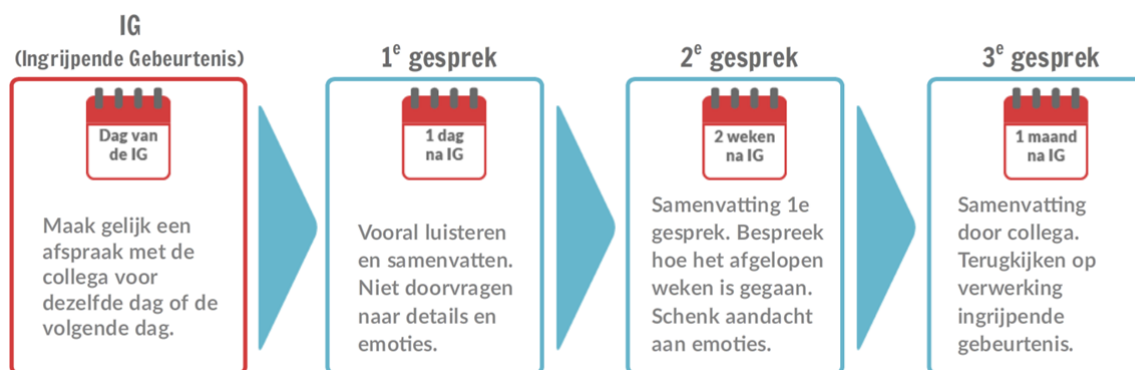 IG
(Ingrijpende Gebeurtenis)
Dag van
de IG
Maak gelijk een
afspraak met de
collega voor
dezelfde dag of de
volgende dag.
1e gesprek
1 dag
na IG
Vooral luisteren
en samenvatten.
Niet doorvragen
naar details en
emoties.
2e gesprek
2 weken
na IG
Samenvatting 1e
gesprek. Bespreek
hoe het afgelopen
weken is gegaan.
Schenk aandacht
aan emoties.
3e gesprek
1 maand
na IG
Samenvatting
door collega.
Terugkijken op
verwerking
ingrijpende
gebeurtenis.